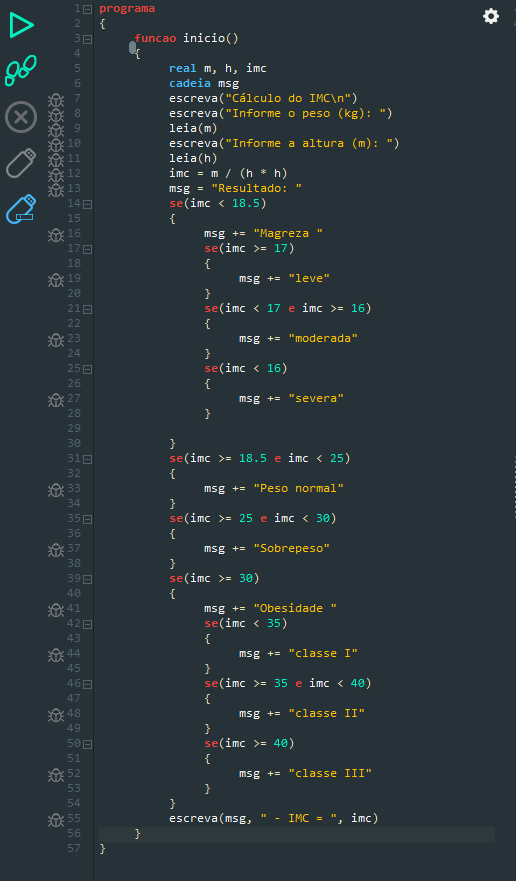 1 programa
2 {
3 funcao inicio()
4 {
5 real m, h, imc
6 cadeia msg
7 escreva("Cálculo do IMC\n")
8 escreva("Informe o peso (kg): ")
9 leia(m)
10 escreva("Informe a altura (m): ")
11 leia(h)
12 imc = m / (h * h)
13 msg = "Resultado: "
14 se(imc < 18.5)
15 {
16 msg += "Magreza "
17 se(imc >= 17)
18 {
19 msg += "leve"
20 }
21 se(imc < 17 e imc >= 16)
22 {
23 msg += "moderada"
24 }
25 se(imc < 16)
26 {
27 msg += "severa"
28 }
29
30 }
31 se(imc >= 18.5 e imc < 25)
32 {
33 msg += "Peso normal"
34 }
35 se(imc >= 25 e imc < 30)
36 {
37 msg += "Sobrepeso"
38 }
39 se(imc >= 30)
40 {
41 msg += "Obesidade "
42 se(imc < 35)
43 {
44 msg += "classe I"
45 }
46 se(imc >= 35 e imc < 40)
47 {
48 msg += "classe II"
49 }
50 se(imc >= 40)
51 {
52 msg += "classe III"
53 }
54 }
55 escreva(msg, " - IMC = ", imc)
56 }
57 }